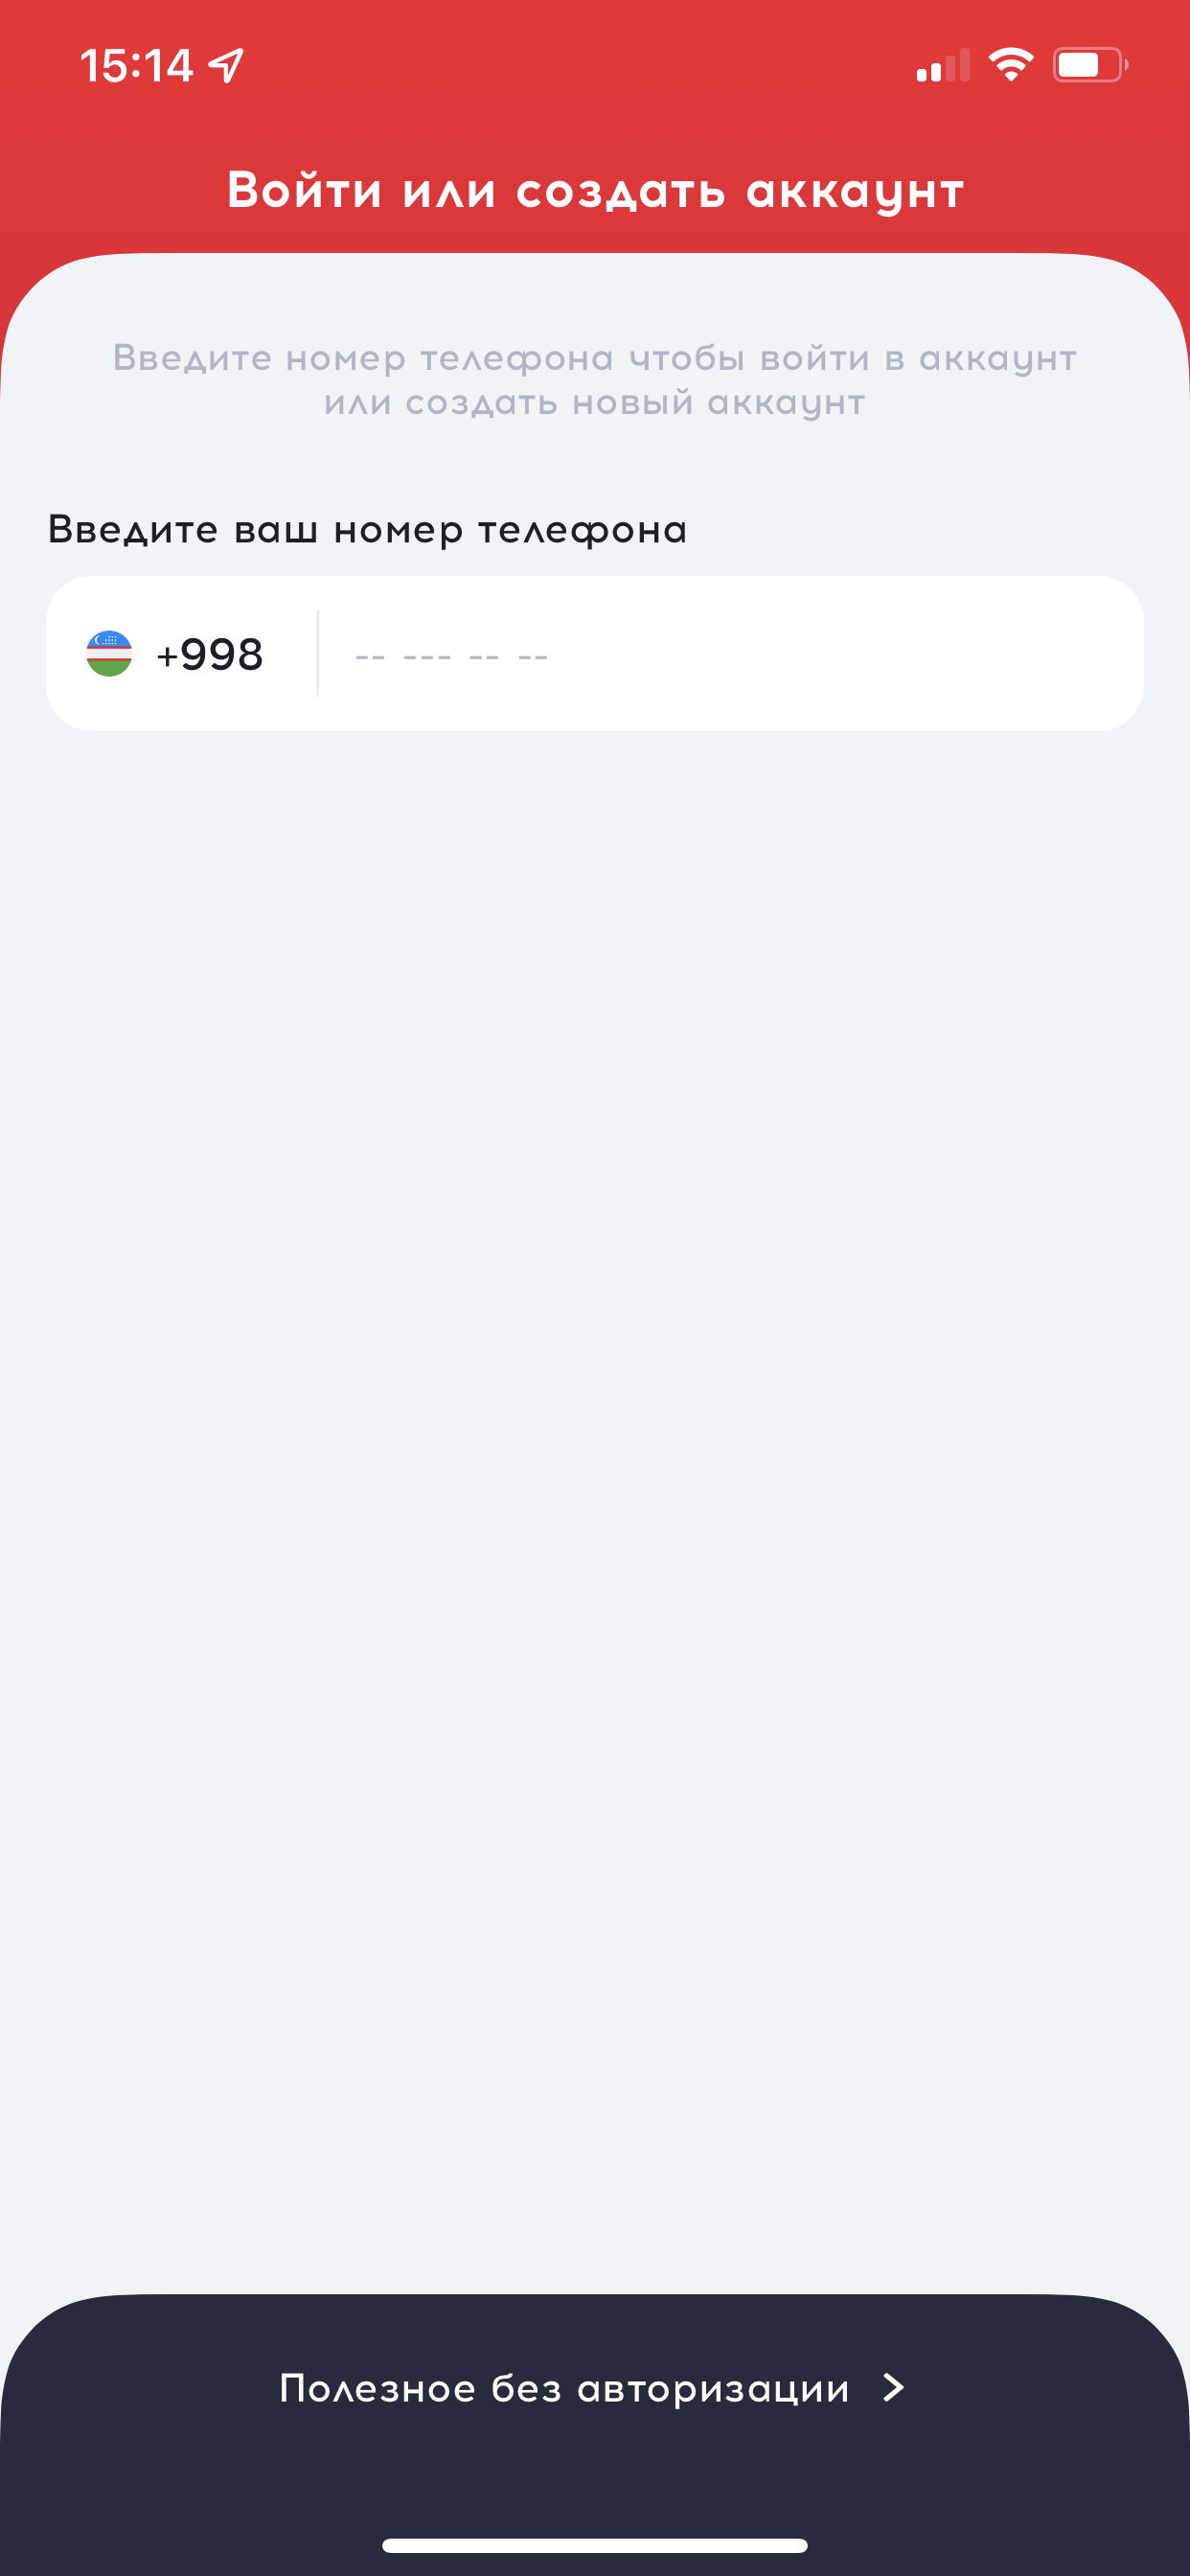 15:14
Войти или создать аккаунт
Введите номер телефона чтобы войти в аккаунт
или создать новый аккаунт
Введите ваш номер телефона
+998 -- --- -- --
Полезное без авторизации >